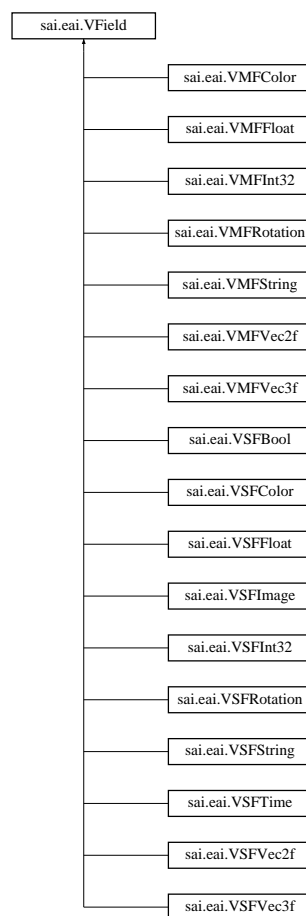 sai.eai.VField
sai.eai.VMFColor
sai.eai.VMFFloat
sai.eai.VMFInt32
sai.eai.VMFRotation
sai.eai.VMFString
sai.eai.VMFVec2f
sai.eai.VMFVec3f
sai.eai.VSFBool
sai.eai.VSFColor
sai.eai.VSFFloat
sai.eai.VSFImage
sai.eai.VSFInt32
sai.eai.VSFRotation
sai.eai.VSFString
sai.eai.VSFTime
sai.eai.VSFVec2f
sai.eai.VSFVec3f